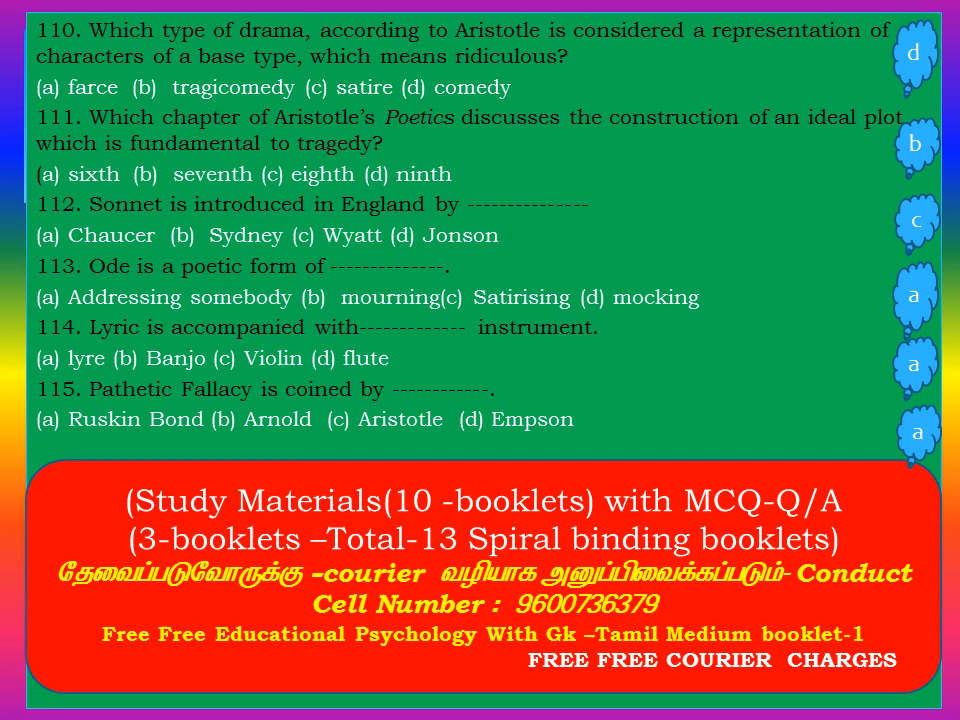 110. Which type of drama, according to Aristotle is considered a representation of
characters of a base type, which means ridiculous?
d
(a) farce (b) tragicomedy (c) satire (d) comedy
111. Which chapter of Aristotle’s Poetics discusses the construction of an ideal plot
which is fundamental to tragedy?
b
(a) sixth (b) seventh (c) eighth (d) ninth
112. Sonnet is introduced in England by ---------------
c
(a) Chaucer (b) Sydney (c) Wyatt (d) Jonson
113. Ode is a poetic form of --------------.
a
(a) Addressing somebody (b) mourning(c) Satirising (d) mocking
114. Lyric is accompanied with------------- instrument.
a
(a) lyre (b) Banjo (c) Violin (d) flute
115. Pathetic Fallacy is coined by ------------.
a
(a) Ruskin Bond (b) Arnold (c) Aristotle (d) Empson
(Study Materials(10 -booklets) with MCQ-Q/A
(3-booklets –Total-13 Spiral binding booklets)
தேவைப்படுவோருக்கு –courier வழியாக அனுப்பிவைக்கப்படும்- Conduct
Cell Number : 9600736379
Free Free Educational Psychology With Gk –Tamil Medium booklet-1
FREE FREE COURIER CHARGES